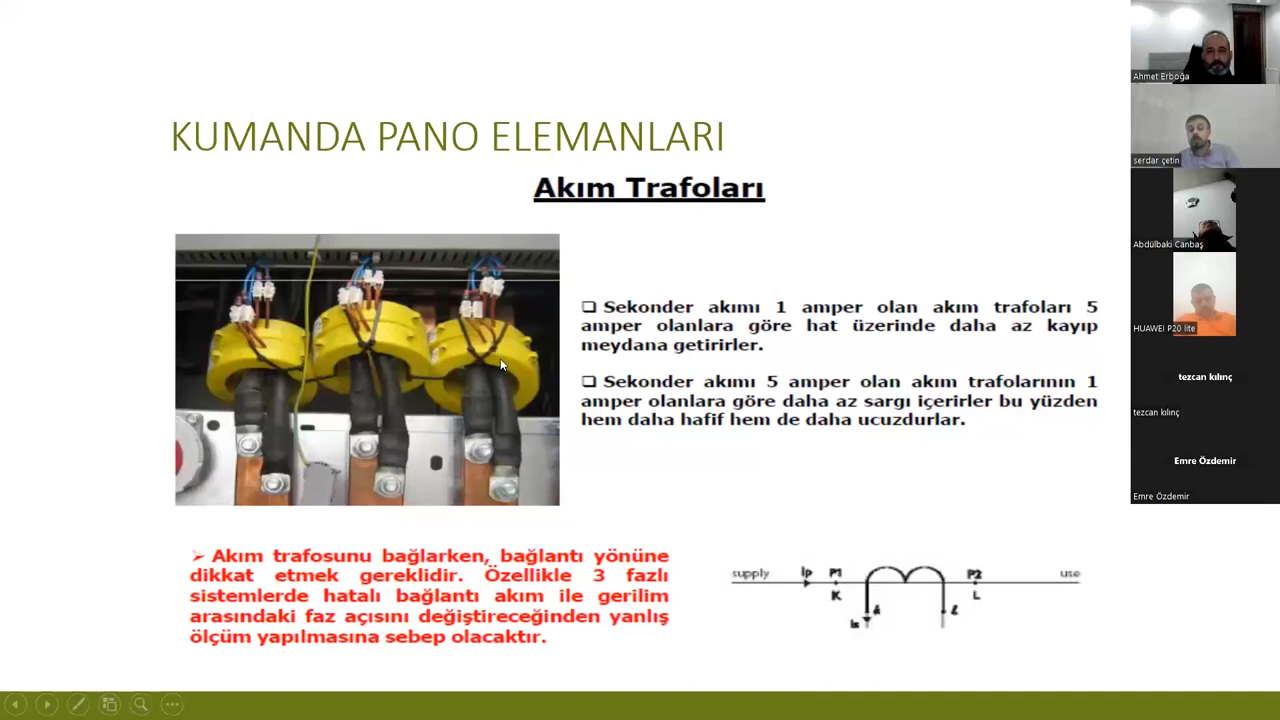 KUMANDA PANO ELEMANLARI
Akım Trafoları
❑ Sekonder akımı 1 amper olan akım trafoları 5
amper olanlara göre hat üzerinde daha az kayıp
meydana getirirler.
❑ Sekonder akımı 5 amper olan akım trafolarının 1
amper olanlara göre daha az sargı içerirler bu yüzden
hem daha hafif hem de daha ucuzdurlar.
➢ Akım trafosunu bağlarken, bağlantı yönüne
dikkat etmek gereklidir. Özellikle 3 fazlı
sistemlerde hatalı bağlantı akım ile gerilim
arasındaki faz açısını değiştireceğinden yanlış
ölçüm yapılmasına sebep olacaktır.
supply Ip P1 P2 use
K L
k l
Is
Ahmet Erboğa
serdar çetin
Abdülbaki Canbaş
HUAWEI P20 lite
tezcan kılınç
tezcan kılınç
Emre Özdemir
Emre Özdemir